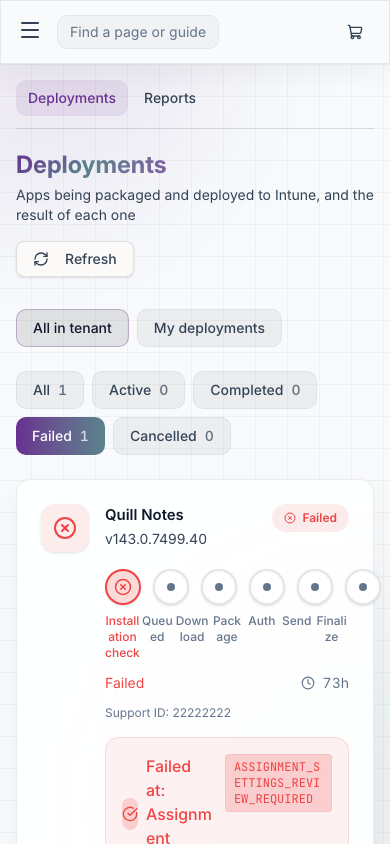 Find a page or guide
Deployments Reports
Deployments
Apps being packaged and deployed to Intune, and the
result of each one
Refresh
All in tenant My deployments
All 1 Active 0 Completed 0
Failed 1 Cancelled 0
Quill Notes
Failed
v143.0.7499.40
Install Queu Down Pack Auth Send Finali
ation ed load age ze
check
Failed 73h
Support ID: 22222222
Failed
at:
Assignm
ent
ASSIGNMENT_S
ETTINGS_REVI
EW_REQUIRED